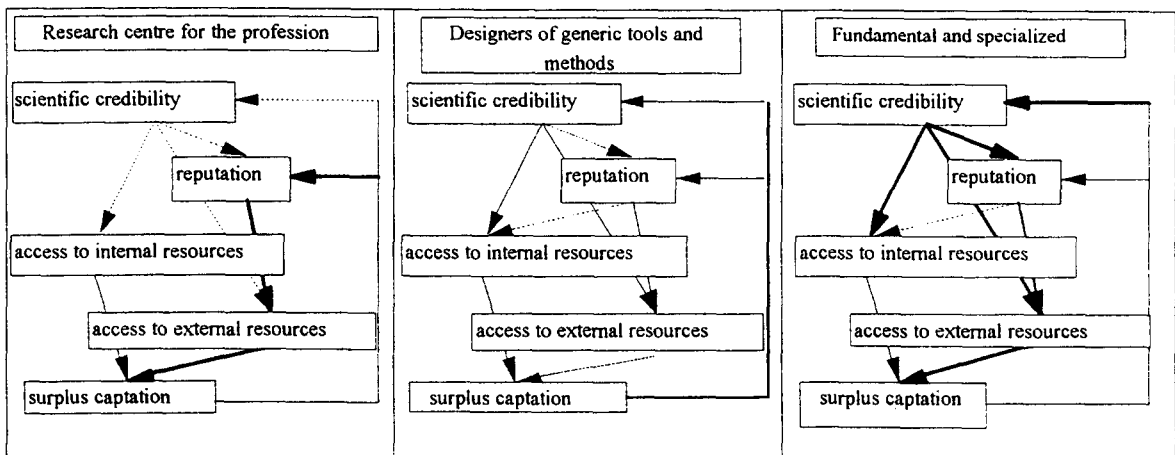 Research centre for the profession
scientific credibility
reputation
access to internal resources
access to external resources
surplus captation
Designers of generic tools and
methods
scientific credibility
reputation
access to internal resources
access to external resources
surplus captation
Fundamental and specialized
scientific credibility
reputation
access to internal resources
access to external resources
surplus captation